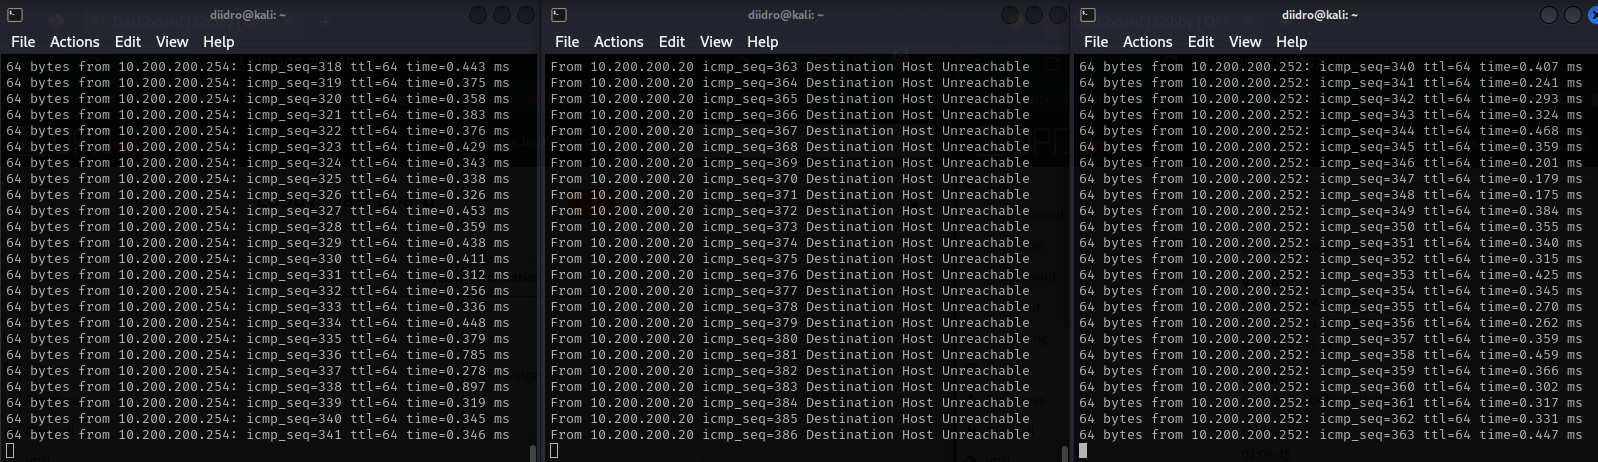 diidro@kali: ~
File Actions Edit View Help
64 bytes from 10.200.200.254: icmp_seq=318 ttl=64 time=0.443 ms
64 bytes from 10.200.200.254: icmp_seq=319 ttl=64 time=0.375 ms
64 bytes from 10.200.200.254: icmp_seq=320 ttl=64 time=0.358 ms
64 bytes from 10.200.200.254: icmp_seq=321 ttl=64 time=0.383 ms
64 bytes from 10.200.200.254: icmp_seq=322 ttl=64 time=0.376 ms
64 bytes from 10.200.200.254: icmp_seq=323 ttl=64 time=0.429 ms
64 bytes from 10.200.200.254: icmp_seq=324 ttl=64 time=0.343 ms
64 bytes from 10.200.200.254: icmp_seq=325 ttl=64 time=0.338 ms
64 bytes from 10.200.200.254: icmp_seq=326 ttl=64 time=0.326 ms
64 bytes from 10.200.200.254: icmp_seq=327 ttl=64 time=0.453 ms
64 bytes from 10.200.200.254: icmp_seq=328 ttl=64 time=0.359 ms
64 bytes from 10.200.200.254: icmp_seq=329 ttl=64 time=0.438 ms
64 bytes from 10.200.200.254: icmp_seq=330 ttl=64 time=0.411 ms
64 bytes from 10.200.200.254: icmp_seq=331 ttl=64 time=0.312 ms
64 bytes from 10.200.200.254: icmp_seq=332 ttl=64 time=0.256 ms
64 bytes from 10.200.200.254: icmp_seq=333 ttl=64 time=0.336 ms
64 bytes from 10.200.200.254: icmp_seq=334 ttl=64 time=0.448 ms
64 bytes from 10.200.200.254: icmp_seq=335 ttl=64 time=0.379 ms
64 bytes from 10.200.200.254: icmp_seq=336 ttl=64 time=0.785 ms
64 bytes from 10.200.200.254: icmp_seq=337 ttl=64 time=0.278 ms
64 bytes from 10.200.200.254: icmp_seq=338 ttl=64 time=0.897 ms
64 bytes from 10.200.200.254: icmp_seq=339 ttl=64 time=0.319 ms
64 bytes from 10.200.200.254: icmp_seq=340 ttl=64 time=0.345 ms
64 bytes from 10.200.200.254: icmp_seq=341 ttl=64 time=0.346 ms
diidro@kali: ~
File Actions Edit View Help
From 10.200.200.20 icmp_seq=363 Destination Host Unreachable
From 10.200.200.20 icmp_seq=364 Destination Host Unreachable
From 10.200.200.20 icmp_seq=365 Destination Host Unreachable
From 10.200.200.20 icmp_seq=366 Destination Host Unreachable
From 10.200.200.20 icmp_seq=367 Destination Host Unreachable
From 10.200.200.20 icmp_seq=368 Destination Host Unreachable
From 10.200.200.20 icmp_seq=369 Destination Host Unreachable
From 10.200.200.20 icmp_seq=370 Destination Host Unreachable
From 10.200.200.20 icmp_seq=371 Destination Host Unreachable
From 10.200.200.20 icmp_seq=372 Destination Host Unreachable
From 10.200.200.20 icmp_seq=373 Destination Host Unreachable
From 10.200.200.20 icmp_seq=374 Destination Host Unreachable
From 10.200.200.20 icmp_seq=375 Destination Host Unreachable
From 10.200.200.20 icmp_seq=376 Destination Host Unreachable
From 10.200.200.20 icmp_seq=377 Destination Host Unreachable
From 10.200.200.20 icmp_seq=378 Destination Host Unreachable
From 10.200.200.20 icmp_seq=379 Destination Host Unreachable
From 10.200.200.20 icmp_seq=380 Destination Host Unreachable
From 10.200.200.20 icmp_seq=381 Destination Host Unreachable
From 10.200.200.20 icmp_seq=382 Destination Host Unreachable
From 10.200.200.20 icmp_seq=383 Destination Host Unreachable
From 10.200.200.20 icmp_seq=384 Destination Host Unreachable
From 10.200.200.20 icmp_seq=385 Destination Host Unreachable
From 10.200.200.20 icmp_seq=386 Destination Host Unreachable
diidro@kali: ~
File Actions Edit View Help
64 bytes from 10.200.200.252: icmp_seq=340 ttl=64 time=0.407 ms
64 bytes from 10.200.200.252: icmp_seq=341 ttl=64 time=0.241 ms
64 bytes from 10.200.200.252: icmp_seq=342 ttl=64 time=0.293 ms
64 bytes from 10.200.200.252: icmp_seq=343 ttl=64 time=0.324 ms
64 bytes from 10.200.200.252: icmp_seq=344 ttl=64 time=0.468 ms
64 bytes from 10.200.200.252: icmp_seq=345 ttl=64 time=0.359 ms
64 bytes from 10.200.200.252: icmp_seq=346 ttl=64 time=0.201 ms
64 bytes from 10.200.200.252: icmp_seq=347 ttl=64 time=0.179 ms
64 bytes from 10.200.200.252: icmp_seq=348 ttl=64 time=0.175 ms
64 bytes from 10.200.200.252: icmp_seq=349 ttl=64 time=0.384 ms
64 bytes from 10.200.200.252: icmp_seq=350 ttl=64 time=0.355 ms
64 bytes from 10.200.200.252: icmp_seq=351 ttl=64 time=0.340 ms
64 bytes from 10.200.200.252: icmp_seq=352 ttl=64 time=0.315 ms
64 bytes from 10.200.200.252: icmp_seq=353 ttl=64 time=0.425 ms
64 bytes from 10.200.200.252: icmp_seq=354 ttl=64 time=0.345 ms
64 bytes from 10.200.200.252: icmp_seq=355 ttl=64 time=0.270 ms
64 bytes from 10.200.200.252: icmp_seq=356 ttl=64 time=0.262 ms
64 bytes from 10.200.200.252: icmp_seq=357 ttl=64 time=0.359 ms
64 bytes from 10.200.200.252: icmp_seq=358 ttl=64 time=0.459 ms
64 bytes from 10.200.200.252: icmp_seq=359 ttl=64 time=0.366 ms
64 bytes from 10.200.200.252: icmp_seq=360 ttl=64 time=0.302 ms
64 bytes from 10.200.200.252: icmp_seq=361 ttl=64 time=0.317 ms
64 bytes from 10.200.200.252: icmp_seq=362 ttl=64 time=0.331 ms
64 bytes from 10.200.200.252: icmp_seq=363 ttl=64 time=0.447 ms
01:08:45